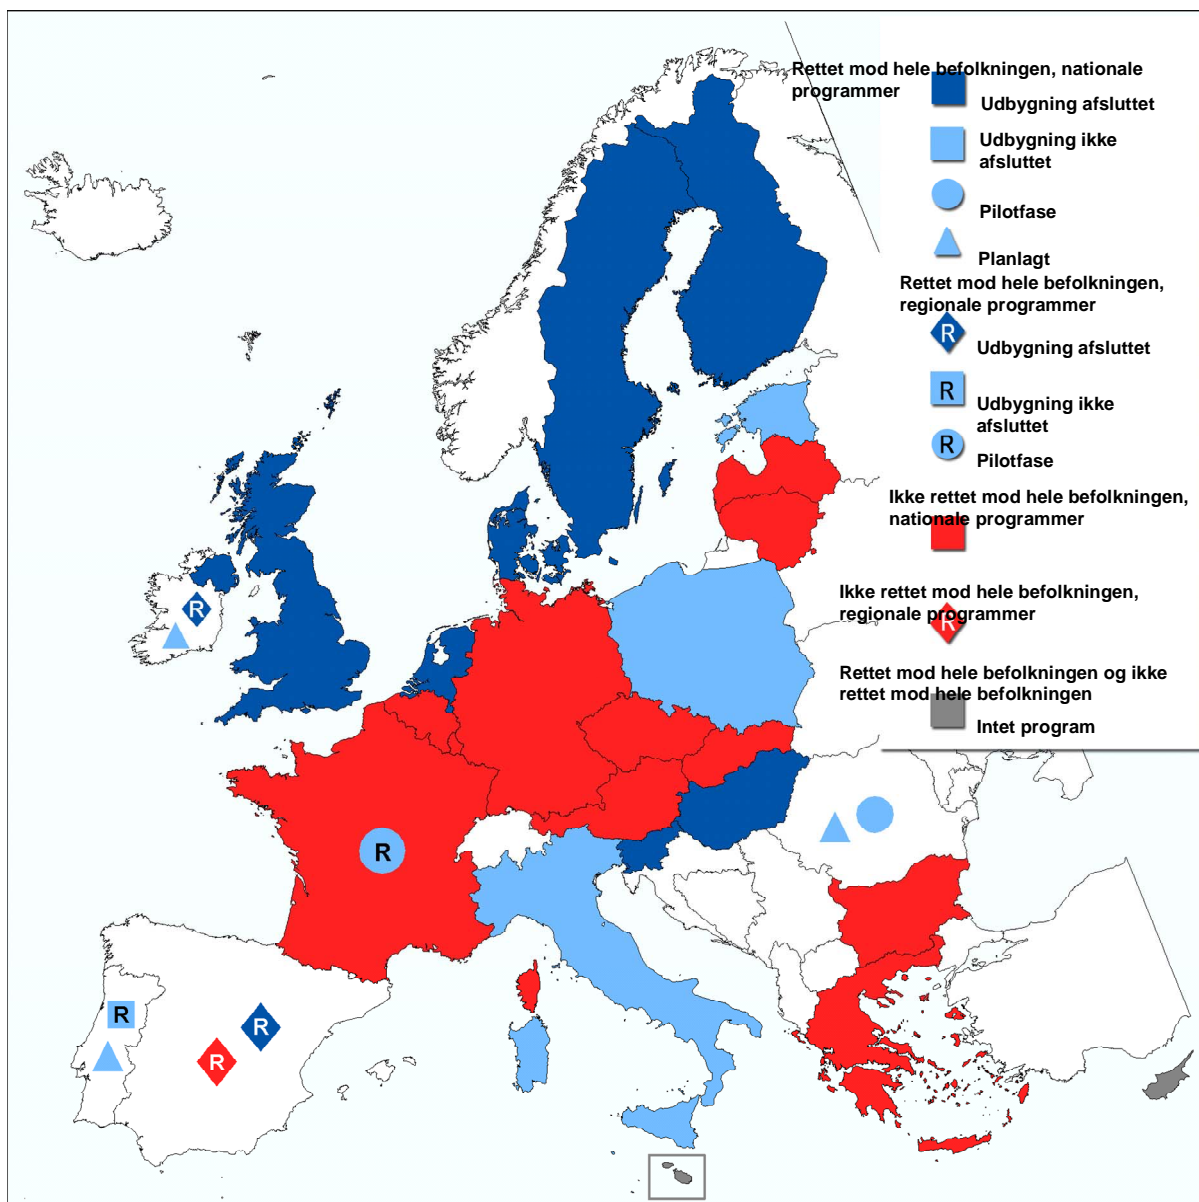 Rettet mod hele befolkningen, nationale
programmer
Udbygning afsluttet
Udbygning ikke
afsluttet
Pilotfase
Planlagt
Rettet mod hele befolkningen,
regionale programmer
R
Udbygning afsluttet
R
Udbygning ikke
afsluttet
R
Pilotfase
Ikke rettet mod hele befolkningen,
nationale programmer
Ikke rettet mod hele befolkningen,
regionale programmer
R
Rettet mod hele befolkningen og ikke
rettet mod hele befolkningen
Intet program
R
R
R
R
R